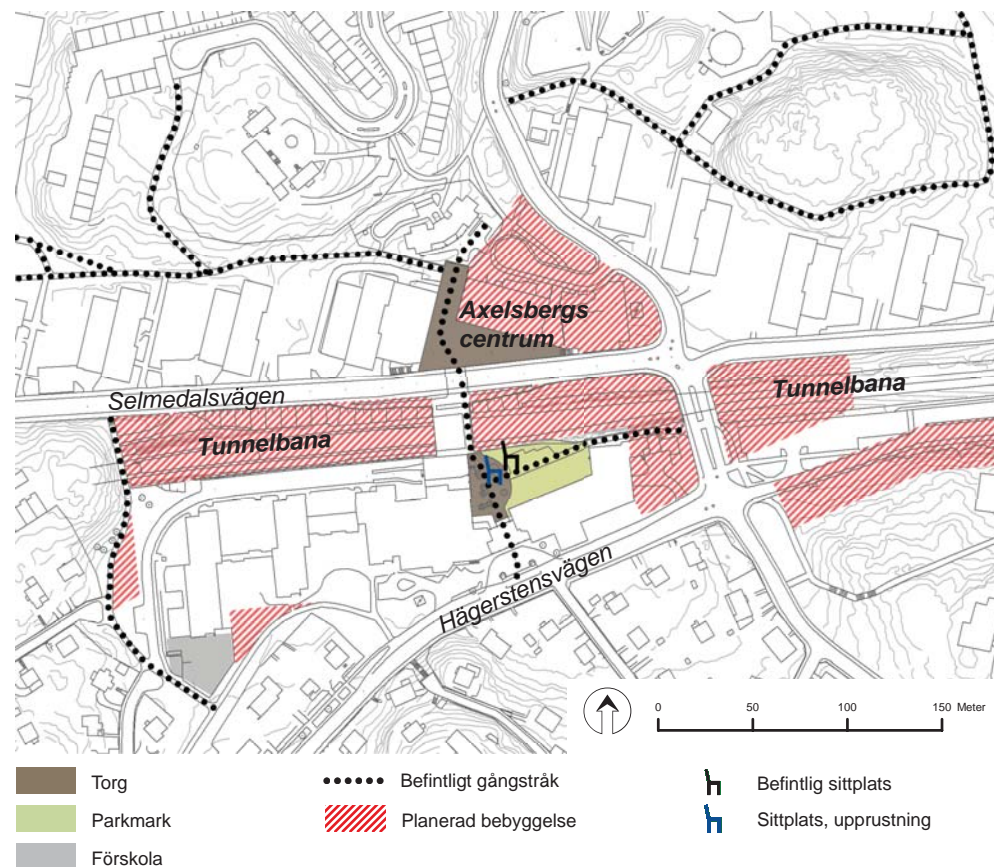 Axelsbergs
centrum
Tunnelbana
Selmedalsvägen
Tunnelbana
Hägerstensvägen
0 50 100 150 Meter
Torg
Befintligt gångstråk
Befintlig sittplats
Parkmark
Planerad bebyggelse
Sittplats, upprustning
Förskola